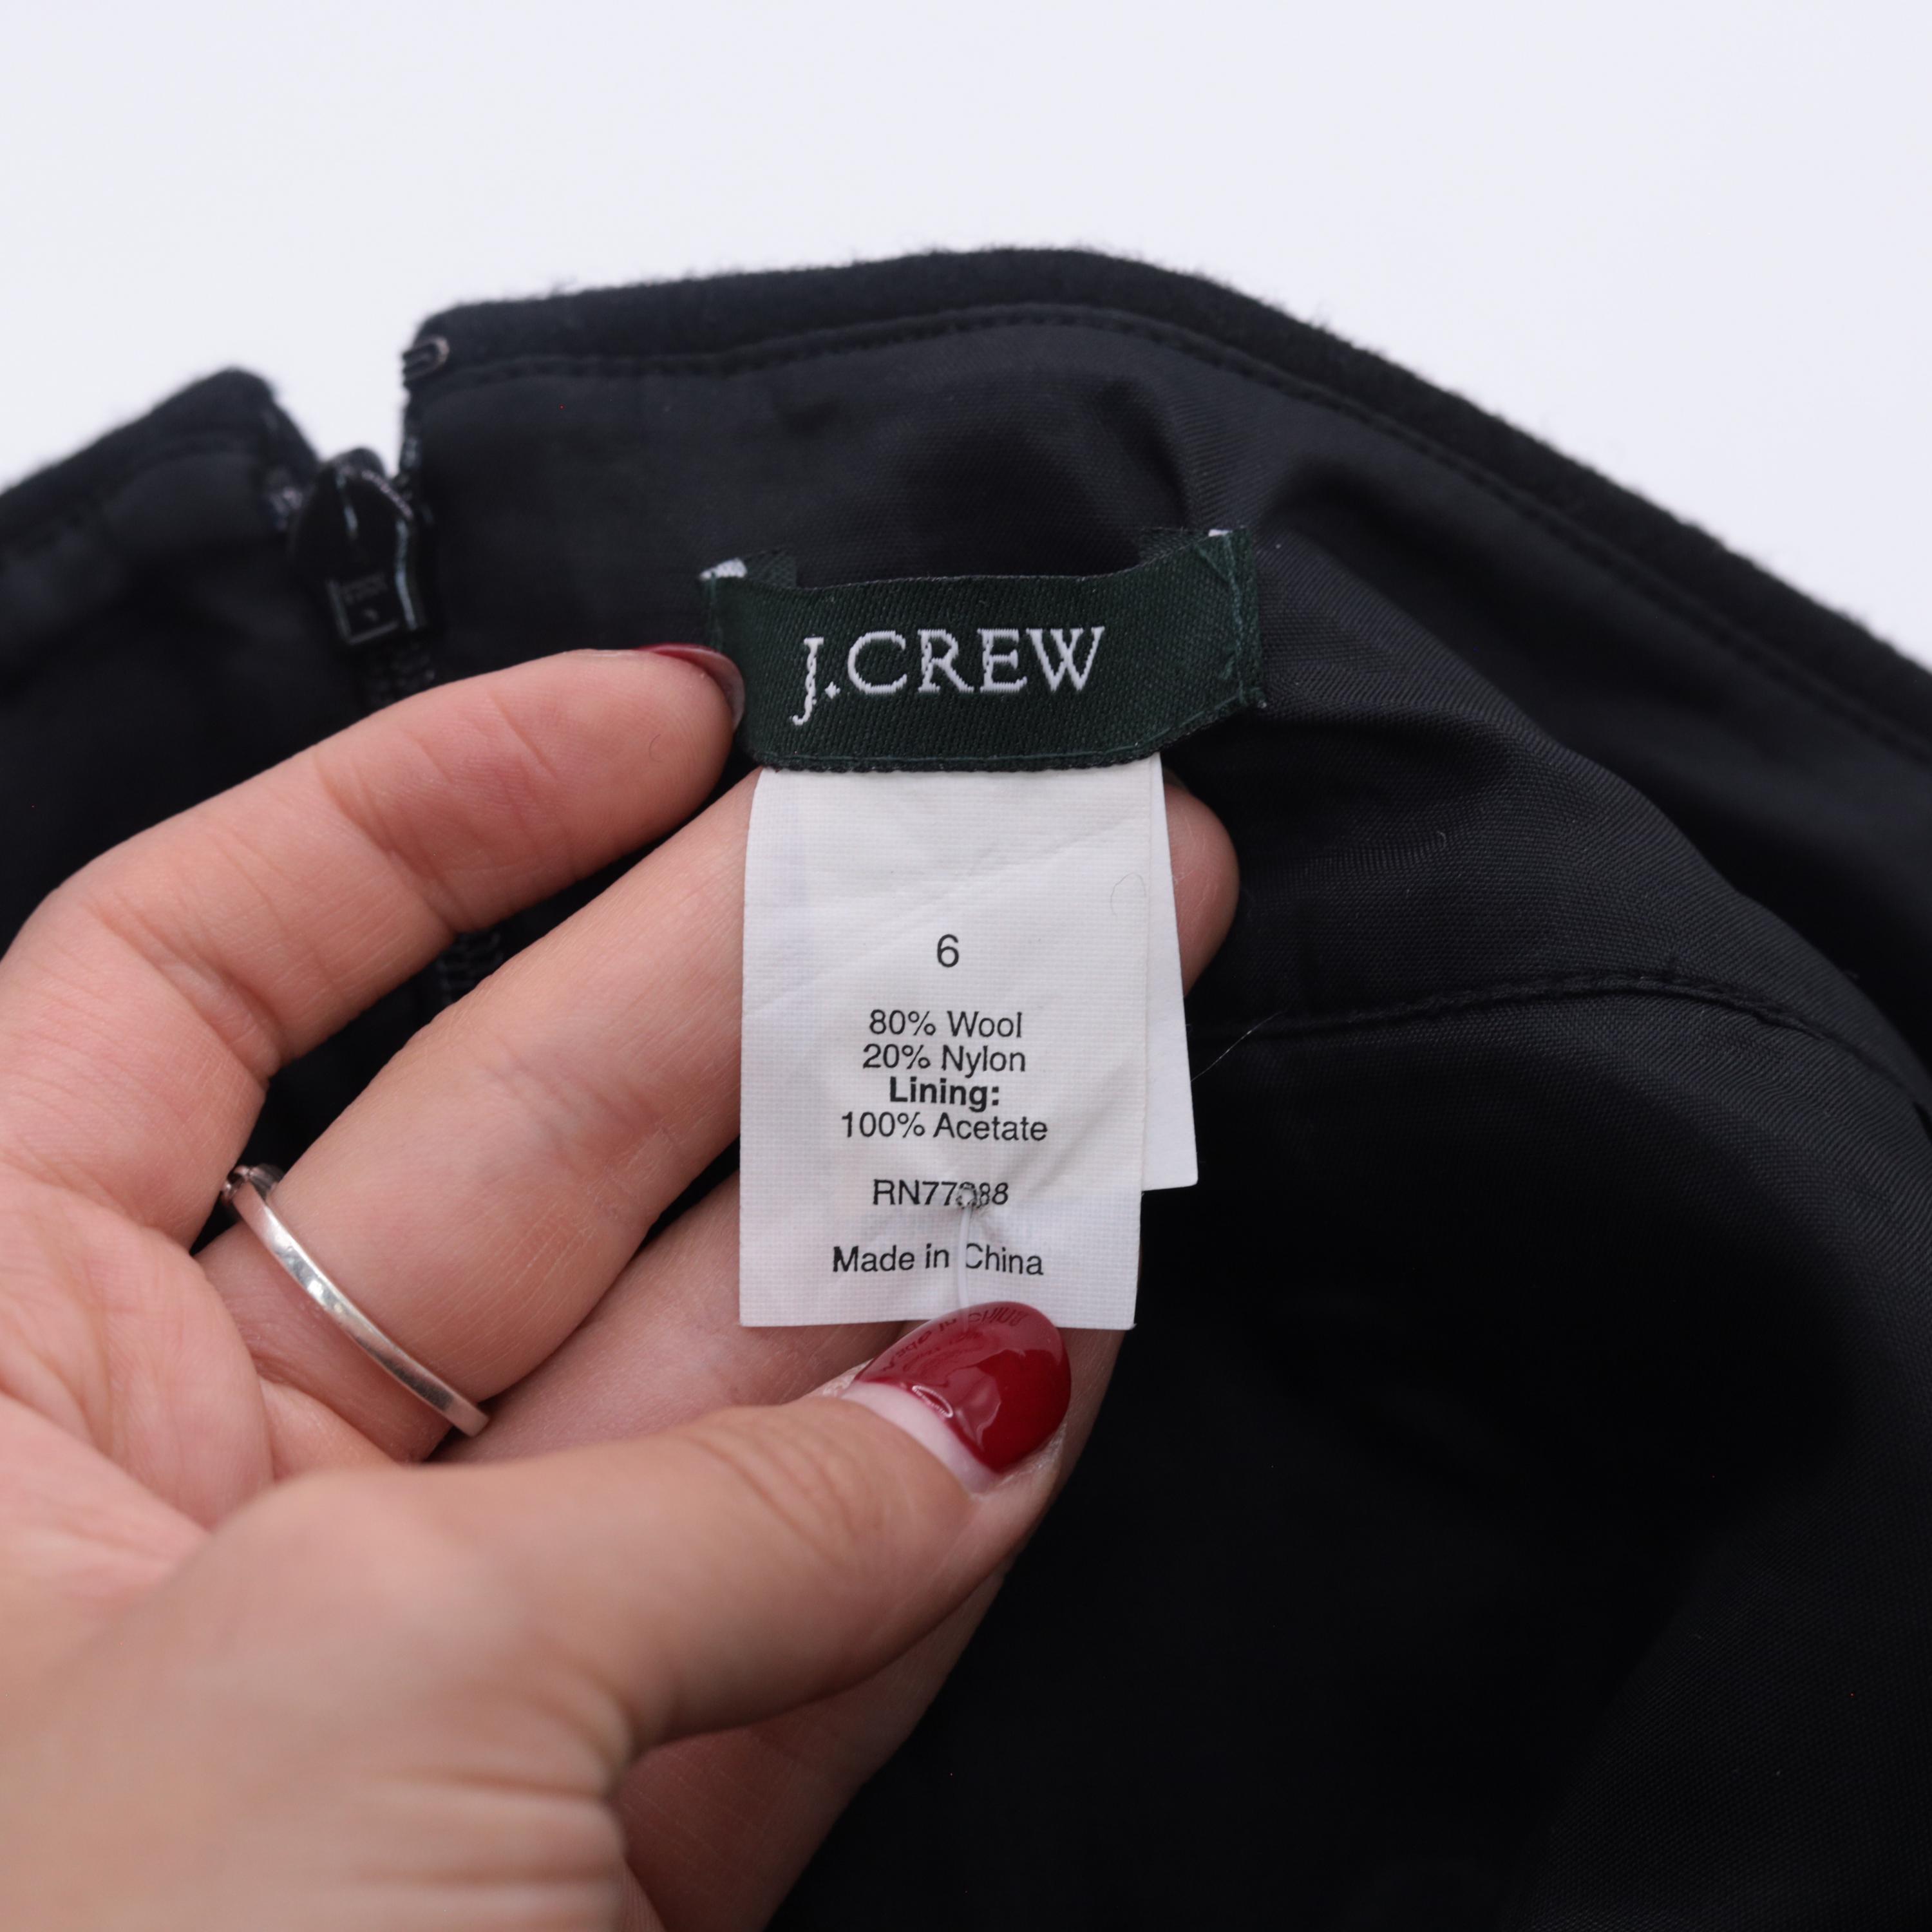 J.CREW
6
80% Wool
20% Nylon
Lining:
100% Acetate
Made in China